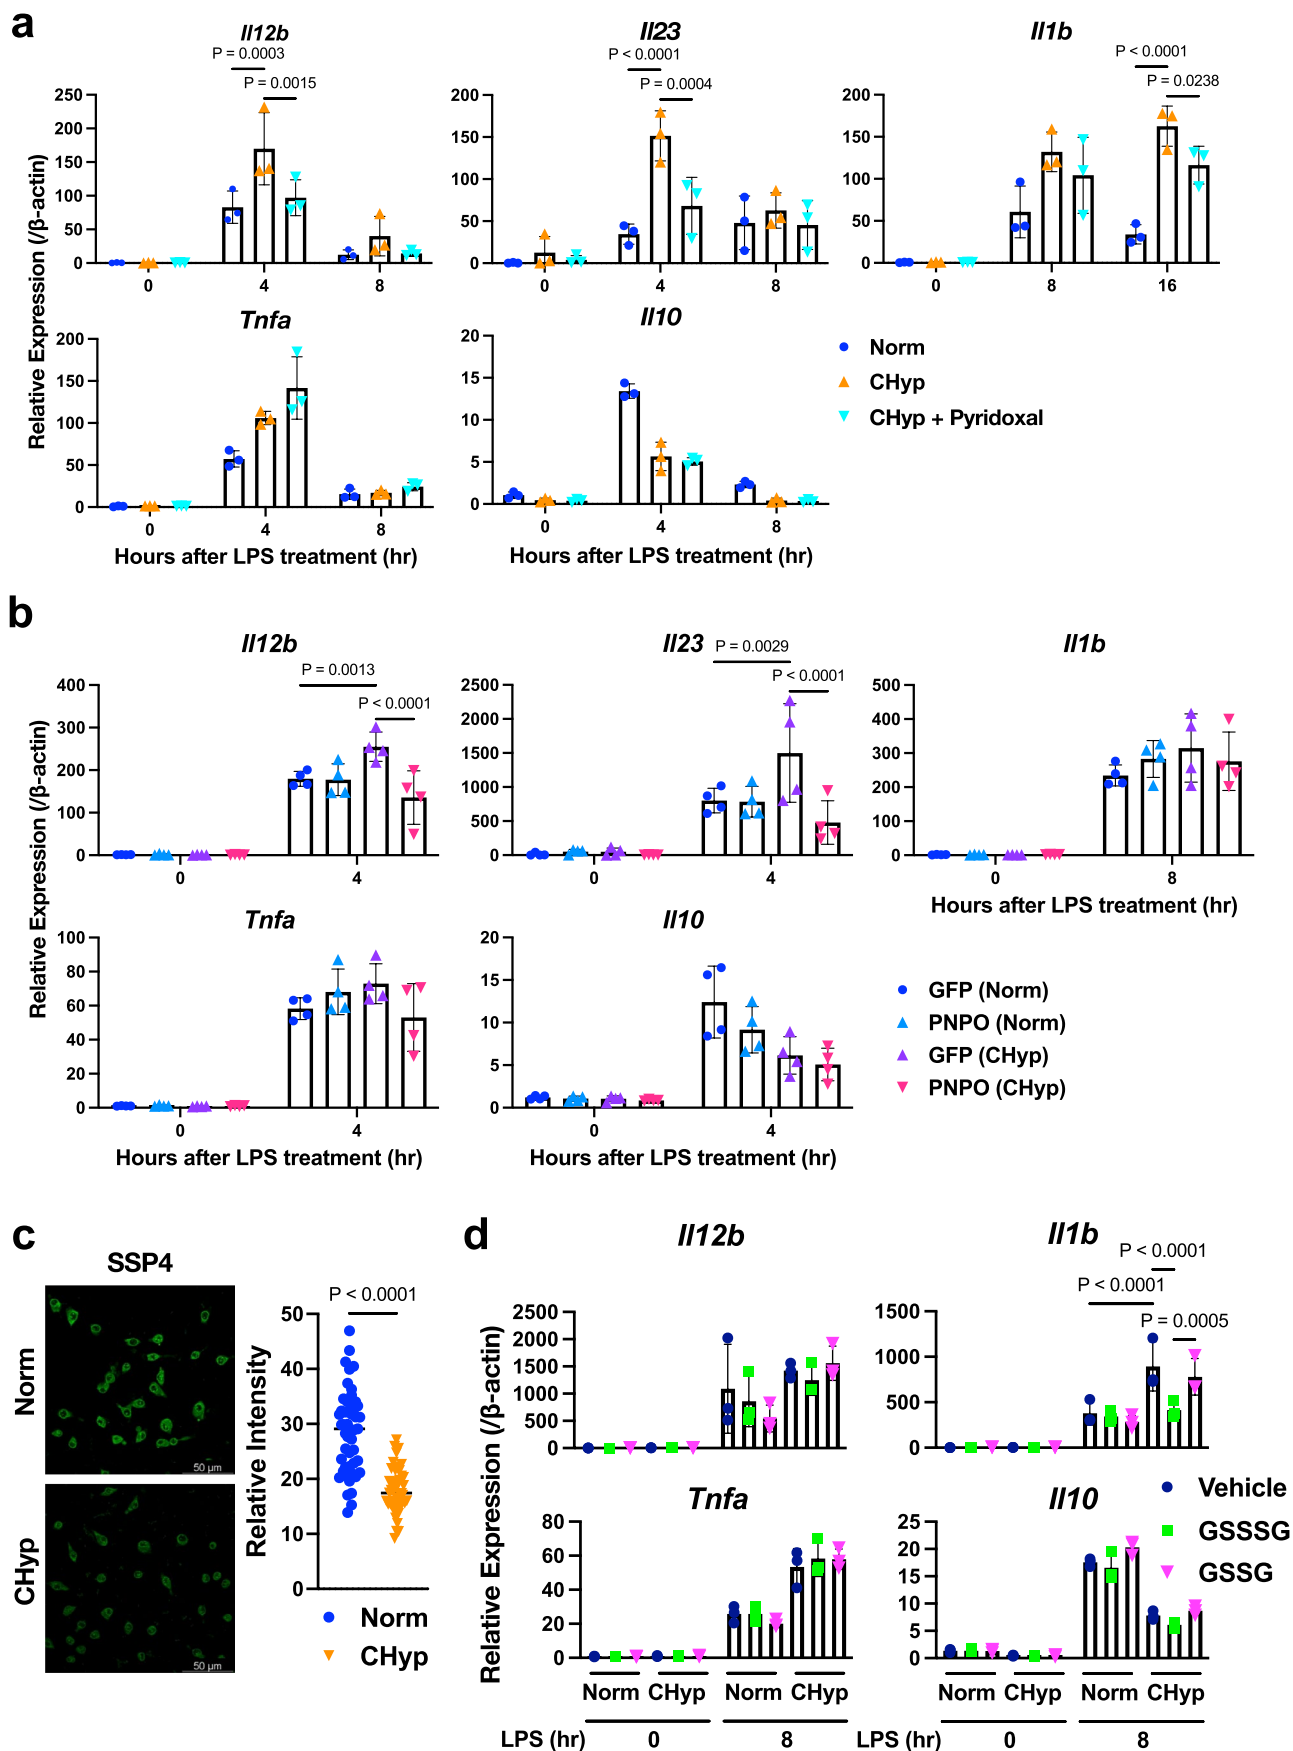 a
Il12b
Il23
Il1b
P = 0.0003
P < 0.0001
P < 0.0001
P = 0.0015
P = 0.0004
P = 0.0238
250
200
150
100
50
0
0
4
8
200
150
100
50
0
0
4
8
200
150
100
50
0
0
8
16
Relative Expression (/β-actin)
Tnfa
Il10
200
150
100
50
0
0
4
8
Hours after LPS treatment (hr)
20
15
10
5
0
0
4
8
Hours after LPS treatment (hr)
Norm
CHyp
CHyp + Pyridoxal
b
Il12b
Il23
Il1b
P = 0.0013
P < 0.0001
P = 0.0029
P < 0.0001
400
300
200
100
0
0
4
2500
2000
1500
1000
500
0
0
4
500
400
300
200
100
0
0
8
Hours after LPS treatment (hr)
Relative Expression (/β-actin)
Tnfa
Il10
100
80
60
40
20
0
0
4
Hours after LPS treatment (hr)
20
15
10
5
0
0
4
Hours after LPS treatment (hr)
GFP (Norm)
PNPO (Norm)
GFP (CHyp)
PNPO (CHyp)
c
SSP4
Norm
50 μm
CHyp
50 μm
P < 0.0001
Relative Intensity
50
40
30
20
10
0
Norm
CHyp
d
Il12b
Il1b
P < 0.0001
P < 0.0001
P = 0.0005
2500
2000
1500
1000
500
0
1500
1000
500
0
Relative Expression (/β-actin)
Tnfa
Il10
80
60
40
20
0
25
20
15
10
5
0
Vehicle
GSSSG
GSSG
Norm CHyp Norm CHyp
LPS (hr) 0 8
Norm CHyp Norm CHyp
LPS (hr) 0 8